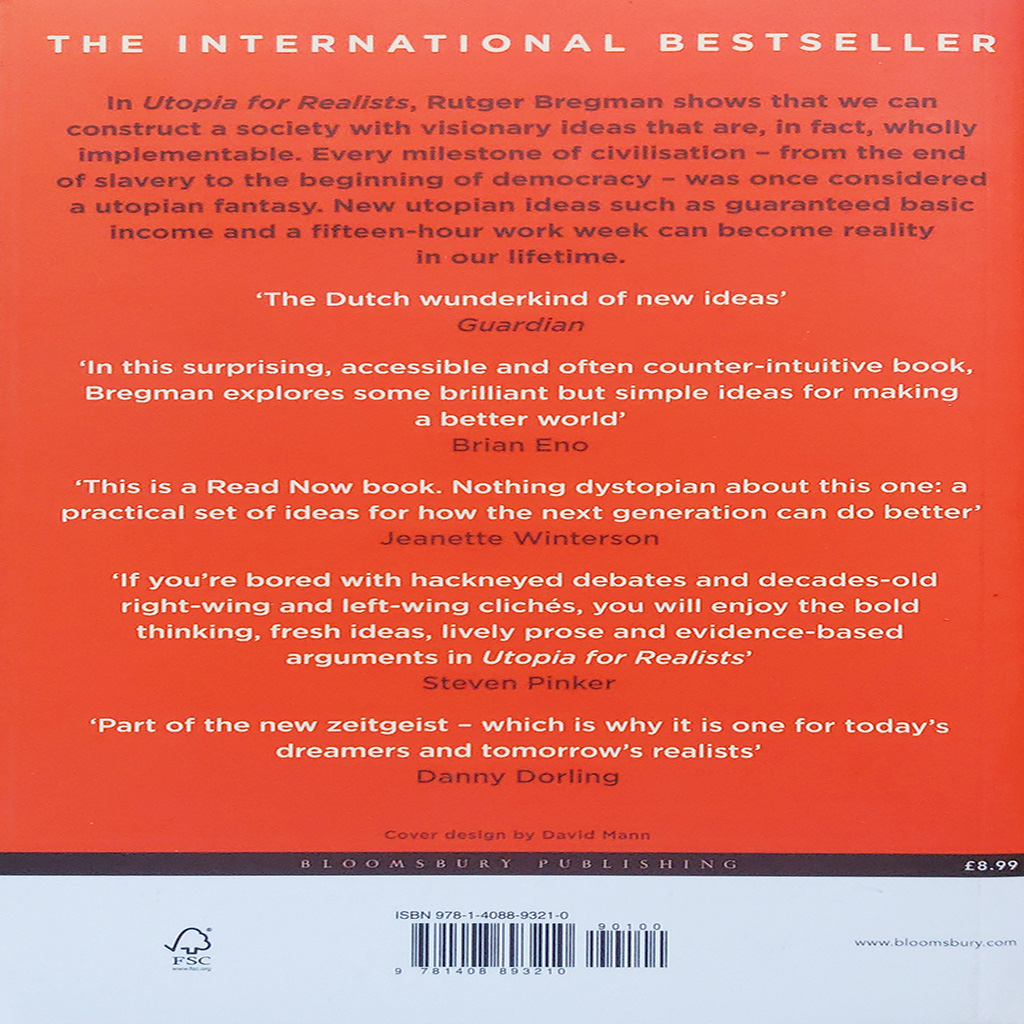 THE INTERNATIONAL BESTSELLER
In Utopia for Realists, Rutger Bregman shows that we can
construct a society with visionary ideas that are, in fact, wholly
implementable. Every milestone of civilisation – from the end
of slavery to the beginning of democracy – was once considered
a utopian fantasy. New utopian ideas such as guaranteed basic
income and a fifteen-hour work week can become reality
in our lifetime.
‘The Dutch wunderkind of new ideas’
Guardian
‘In this surprising, accessible and often counter-intuitive book,
Bregman explores some brilliant but simple ideas for making
a better world’
Brian Eno
‘This is a Read Now book. Nothing dystopian about this one: a
practical set of ideas for how the next generation can do better’
Jeanette Winterson
‘If you’re bored with hackneyed debates and decades-old
right-wing and left-wing clichés, you will enjoy the bold
thinking, fresh ideas, lively prose and evidence-based
arguments in Utopia for Realists’
Steven Pinker
‘Part of the new zeitgeist – which is why it is one for today’s
dreamers and tomorrow’s realists’
Danny Dorling
Cover design by David Mann
BLOOMSBURY PUBLISHING
£8.99
ISBN 978-1-4088-9321-0
90100
9 781408 893210
FSC
www.fsc.org
www.bloomsbury.com